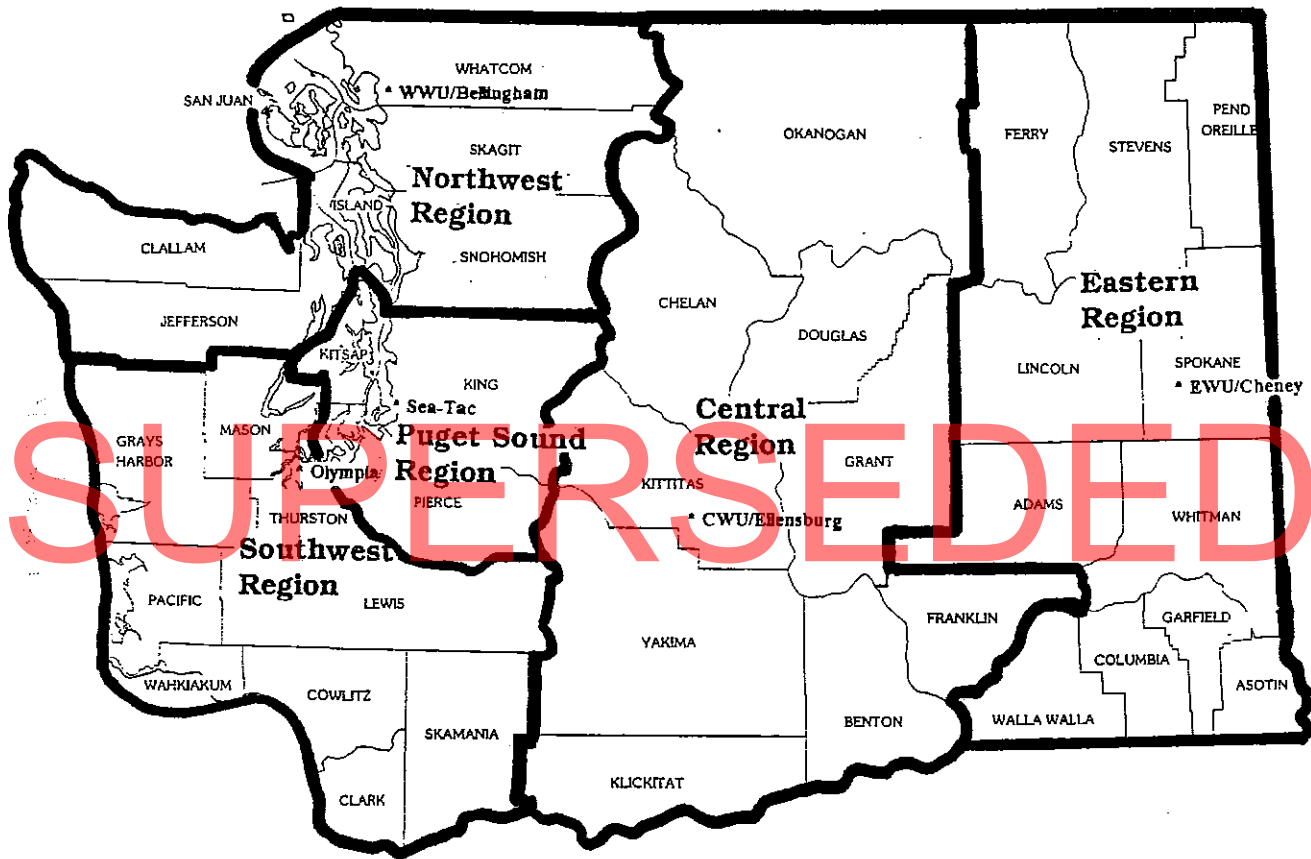 WHATCOM
▲ WWU/Bellingham
SAN JUAN
SKAGIT
Northwest
Region
ISLAND
SNOHOMISH
CLALLAM
JEFFERSON
OKANOGAN
FERRY
STEVENS
PEND
OREILLE
CHELAN
DOUGLAS
Eastern
Region
LINCOLN
SPOKANE
▲ EWU/Cheney
KITSAP
KING
▲ Sea-Tac
Puget Sound
Region
PIERCE
Central
Region
GRANT
KITTITAS
▲ CWU/Ellensburg
GRAYS
HARBOR
MASON
▲ Olympia
THURSTON
Southwest
Region
SUPERSEDED
ADAMS
WHITMAN
PACIFIC
LEWIS
YAKIMA
FRANKLIN
GARFIELD
COLUMBIA
ASOTIN
WAHKIAKUM
COWLITZ
SKAMANIA
BENTON
WALLA WALLA
CLARK
KLICKITAT